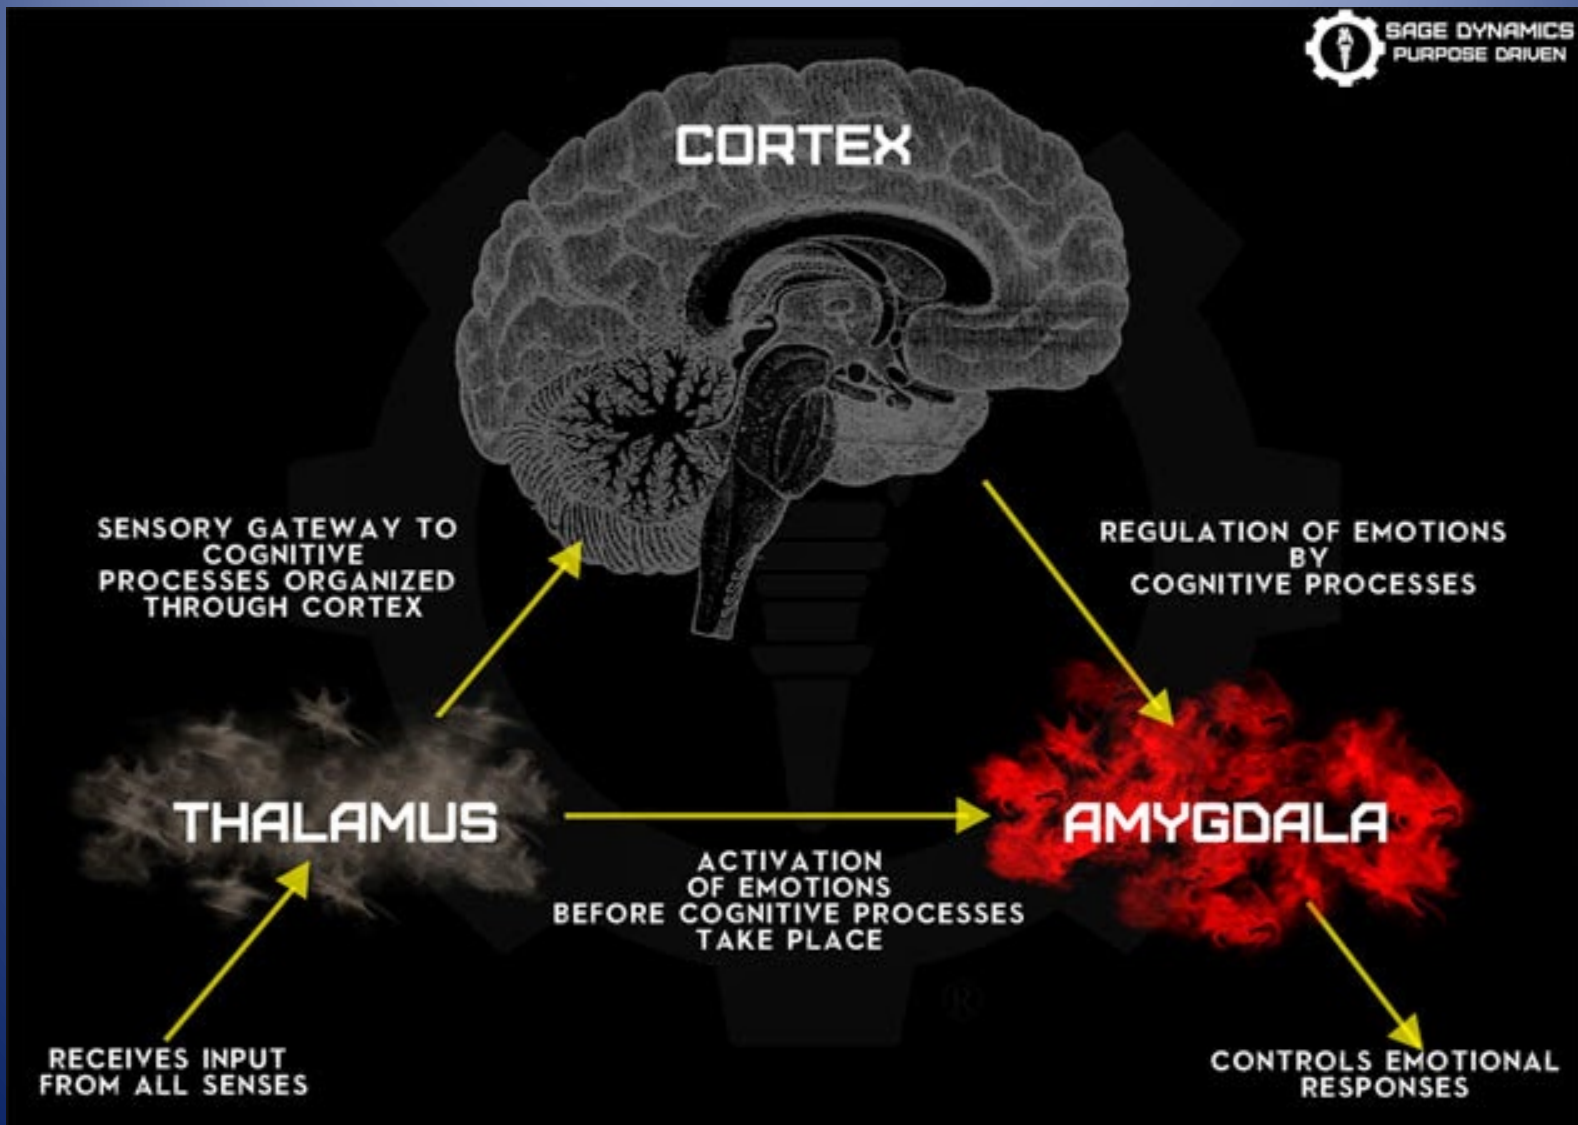 SAGE DYNAMICS
PURPOSE DRIVEN
CORTEX
SENSORY GATEWAY TO
COGNITIVE
PROCESSES ORGANIZED
THROUGH CORTEX
REGULATION OF EMOTIONS
BY
COGNITIVE PROCESSES
THALAMUS
AMYGDALA
ACTIVATION
OF EMOTIONS
BEFORE COGNITIVE PROCESSES
TAKE PLACE
®
RECEIVES INPUT
FROM ALL SENSES
CONTROLS EMOTIONAL
RESPONSES